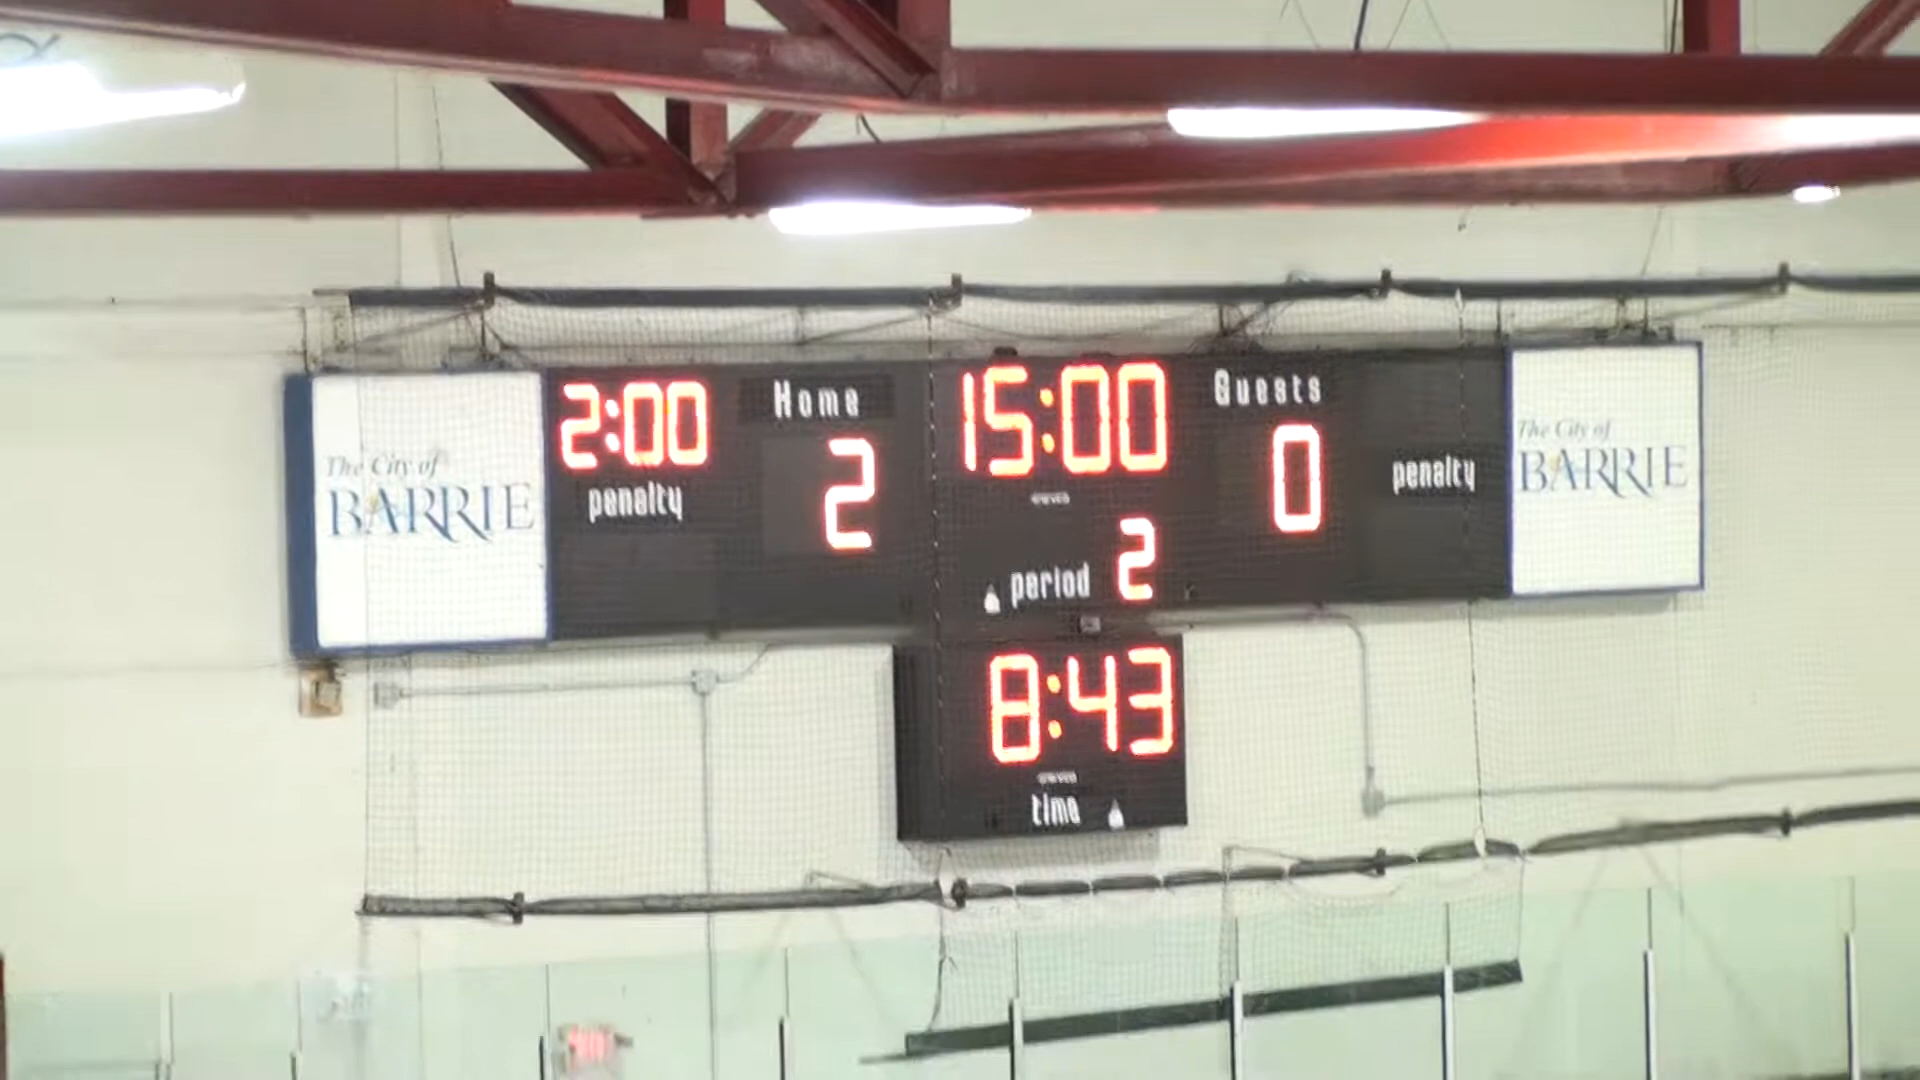 The City of
BARRIE
2:00
penalty
Home
2
15:00
period 2
Guests
0
penalty
The City of
BARRIE
8:43
time